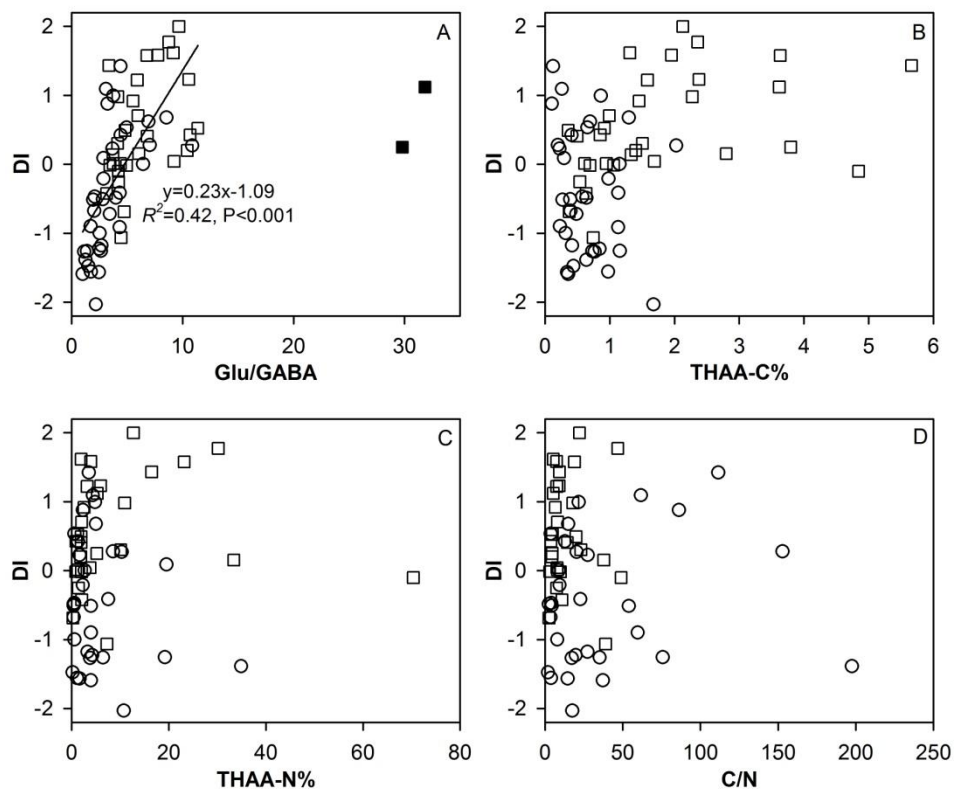 A
2
1
0
-1
-2
DI
y=0.23x-1.09
R²=0.42, P<0.001
0 10 20 30
Glu/GABA
B
2
1
0
-1
-2
DI
0 1 2 3 4 5 6
THAA-C%
C
2
1
0
-1
-2
DI
0 20 40 60 80
THAA-N%
D
2
1
0
-1
-2
DI
0 50 100 150 200 250
C/N